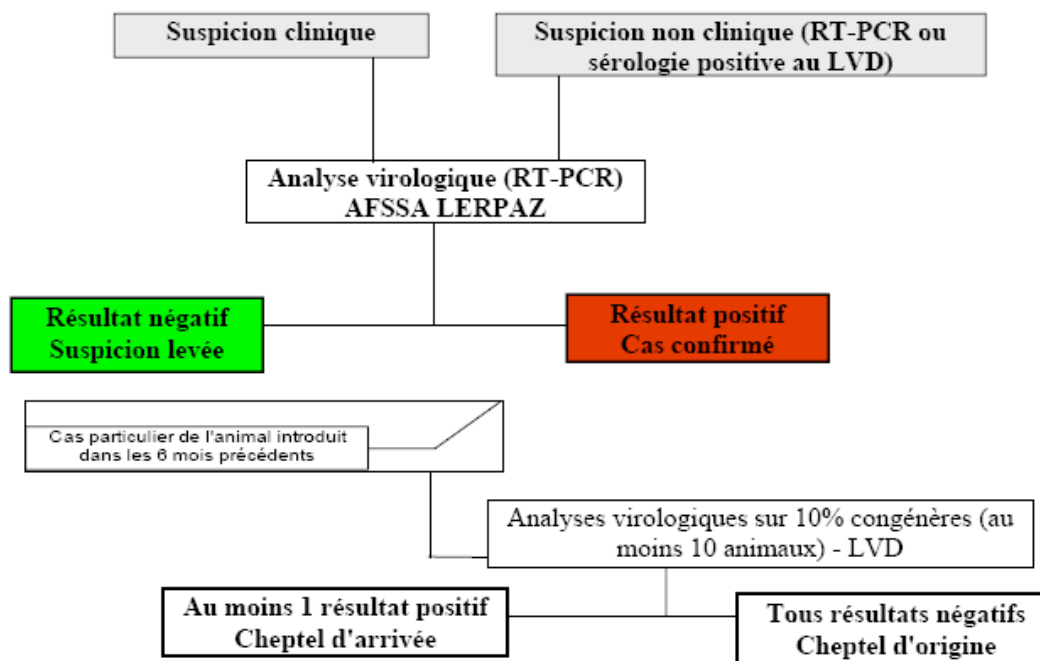 Suspicion clinique
Suspicion non clinique (RT-PCR ou
sérologie positive au LVD)
Analyse virologique (RT-PCR)
AFSSA LERPAZ
Résultat négatif
Suspicion levée
Résultat positif
Cas confirmé
Cas particulier de l'animal introduit
dans les 6 mois précédents
Analyses virologiques sur 10% congénères (au
moins 10 animaux) - LVD
Au moins 1 résultat positif
Cheptel d'arrivée
Tous résultats négatifs
Cheptel d'origine